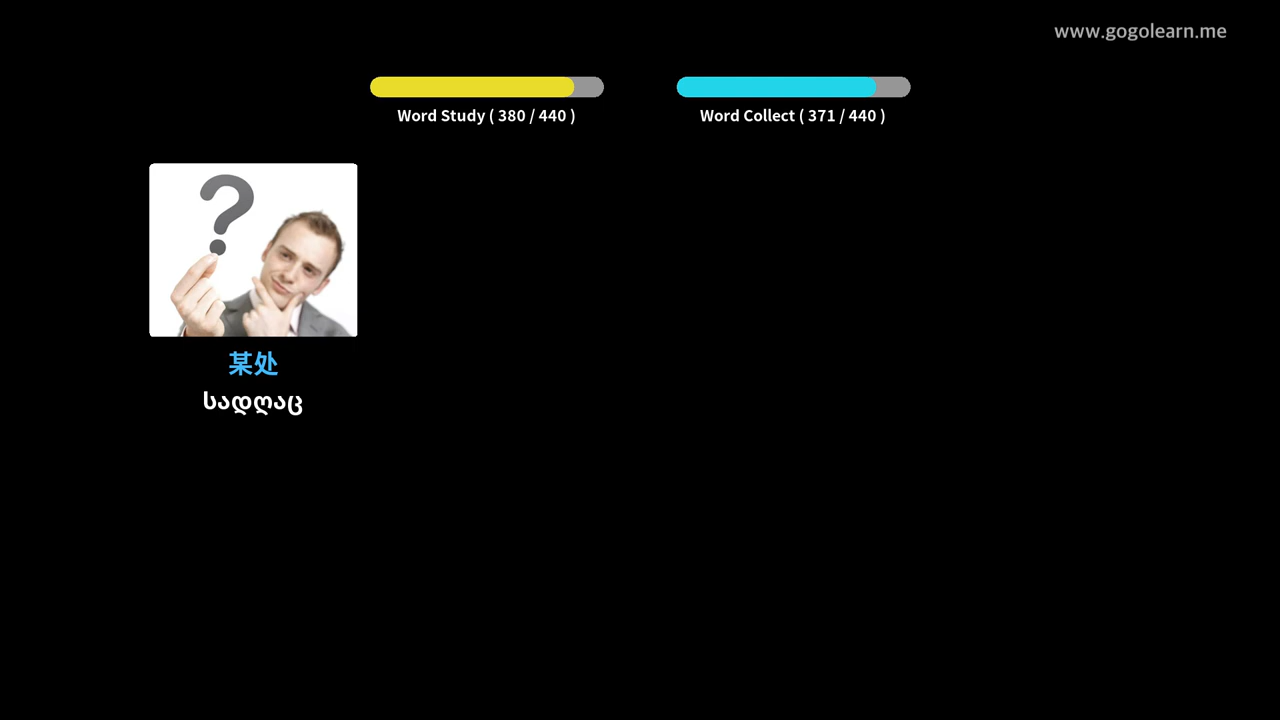 www.gogolearn.me
Word Study ( 380 / 440 )
Word Collect ( 371 / 440 )
?
某处
სადღაც